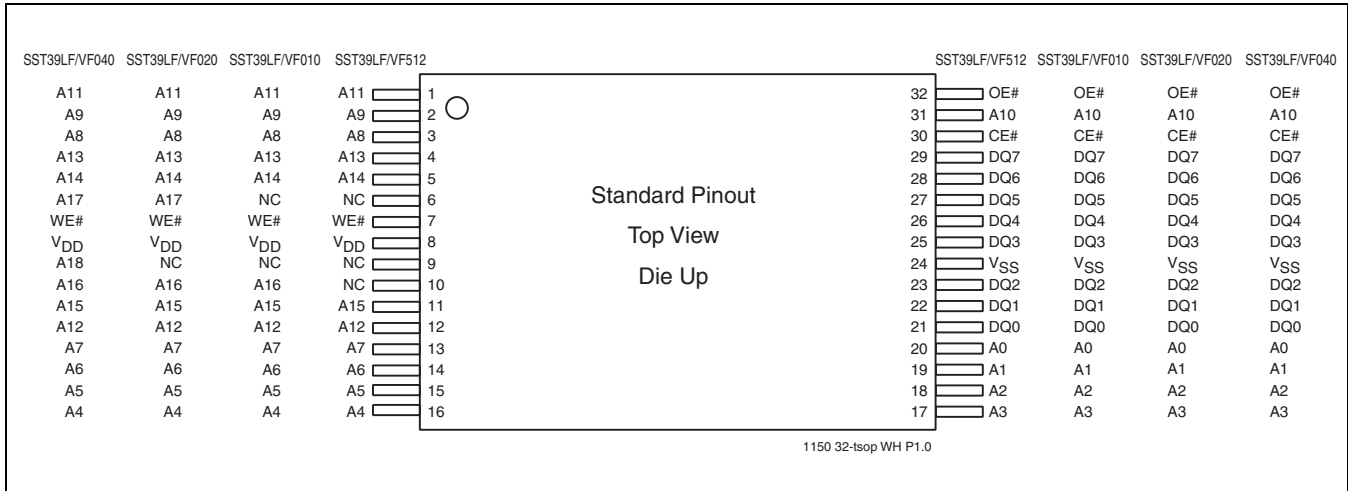 SST39LF/VF040 SST39LF/VF020 SST39LF/VF010 SST39LF/VF512 SST39LF/VF512 SST39LF/VF010 SST39LF/VF020 SST39LF/VF040
A11 A11 A11 A11 1 32 OE# OE# OE# OE#
A9 A9 A9 A9 2 31 A10 A10 A10 A10
A8 A8 A8 A8 3 30 CE# CE# CE# CE#
A13 A13 A13 A13 4 29 DQ7 DQ7 DQ7 DQ7
A14 A14 A14 A14 5 28 DQ6 DQ6 DQ6 DQ6
A17 A17 NC NC 6 Standard Pinout 27 DQ5 DQ5 DQ5 DQ5
WE# WE# WE# WE# 7 26 DQ4 DQ4 DQ4 DQ4
VDD VDD VDD VDD 8 Top View 25 DQ3 DQ3 DQ3 DQ3
A18 NC NC NC 9 24 VSS VSS VSS VSS
A16 A16 A16 NC 10 Die Up 23 DQ2 DQ2 DQ2 DQ2
A15 A15 A15 A15 11 22 DQ1 DQ1 DQ1 DQ1
A12 A12 A12 A12 12 21 DQ0 DQ0 DQ0 DQ0
A7 A7 A7 A7 13 20 A0 A0 A0 A0
A6 A6 A6 A6 14 19 A1 A1 A1 A1
A5 A5 A5 A5 15 18 A2 A2 A2 A2
A4 A4 A4 A4 16 17 A3 A3 A3 A3
1150 32-tsop WH P1.0